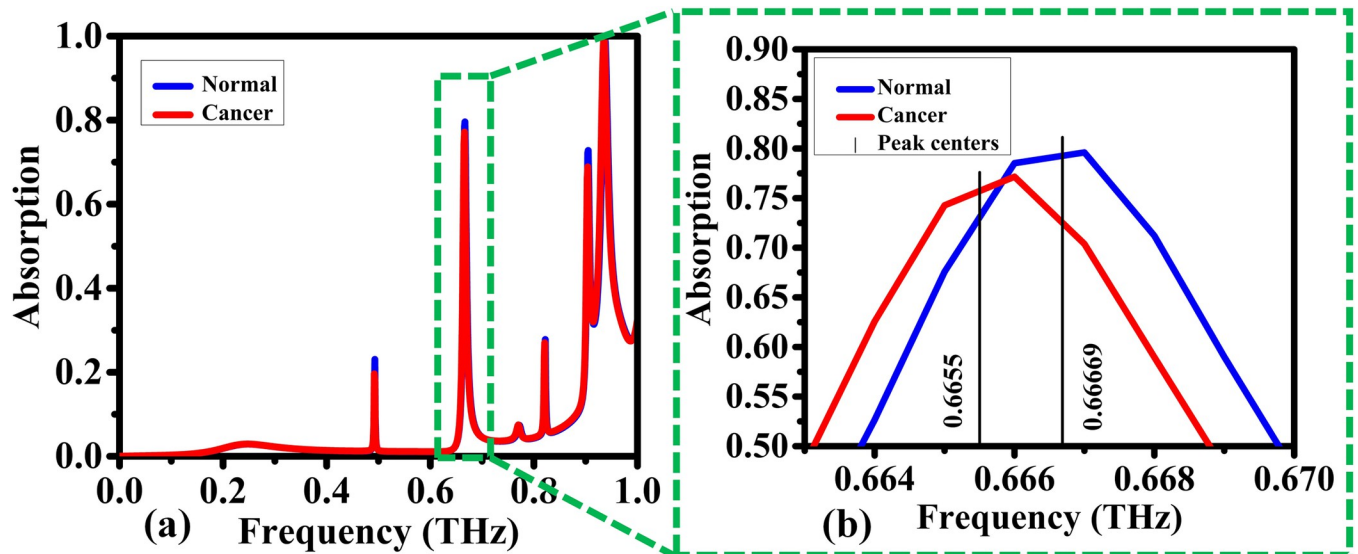 1.0
0.8
0.6
0.4
0.2
0.0
Absorption
Normal
Cancer
0.0 0.2 0.4 0.6 0.8 1.0
(a) Frequency (THz)
0.90
0.85
0.80
0.75
0.70
0.65
0.60
0.55
0.50
Absorption
Normal
Cancer
Peak centers
0.6655
0.66669
0.664 0.666 0.668 0.670
(b) Frequency (THz)